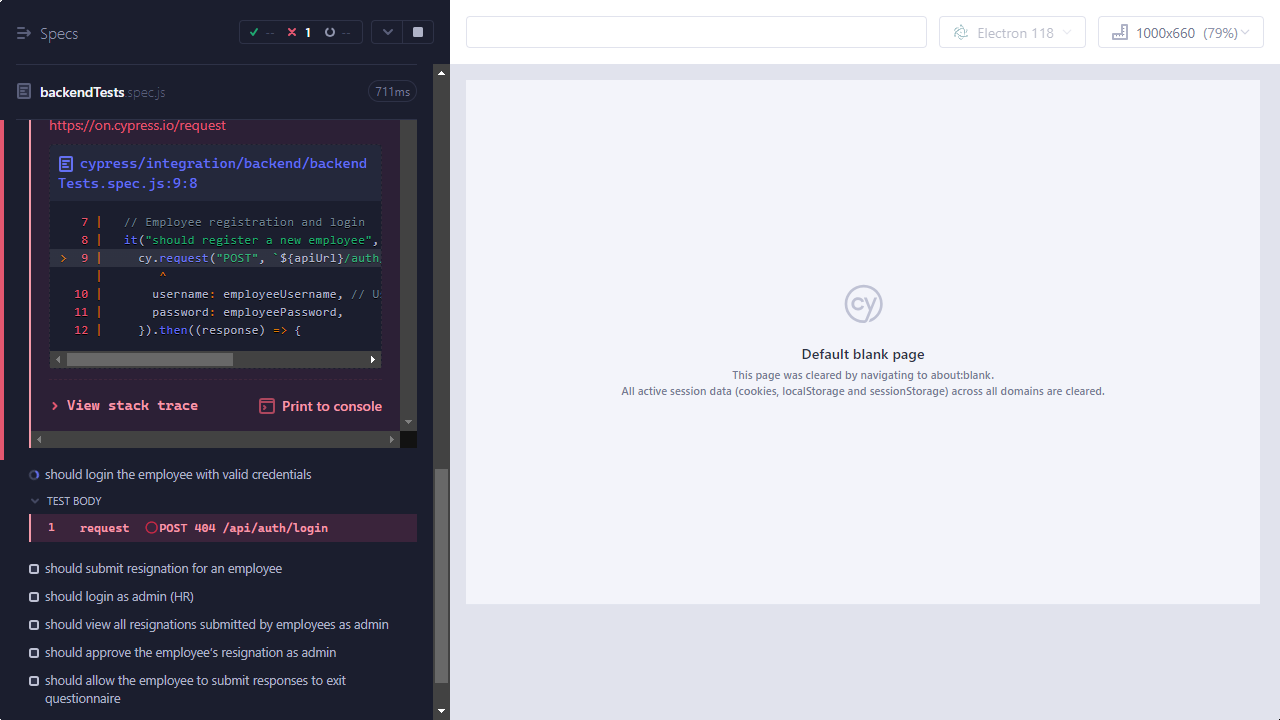 Specs
-- 1 --
Electron 118
1000x660 (79%)
backendTests.spec.js
711ms
https://on.cypress.io/request
cypress/integration/backend/backend
Tests.spec.js:9:8
7 | // Employee registration and login
8 | it("should register a new employee",
> 9 | cy.request("POST", `${apiUrl}/auth
| ^
10 | username: employeeUsername, // U
11 | password: employeePassword,
12 | }).then((response) => {
View stack trace
Print to console
should login the employee with valid credentials
TEST BODY
1 request POST 404 /api/auth/login
should submit resignation for an employee
should login as admin (HR)
should view all resignations submitted by employees as admin
should approve the employee's resignation as admin
should allow the employee to submit responses to exit
questionnaire
cy
Default blank page
This page was cleared by navigating to about:blank.
All active session data (cookies, localStorage and sessionStorage) across all domains are cleared.